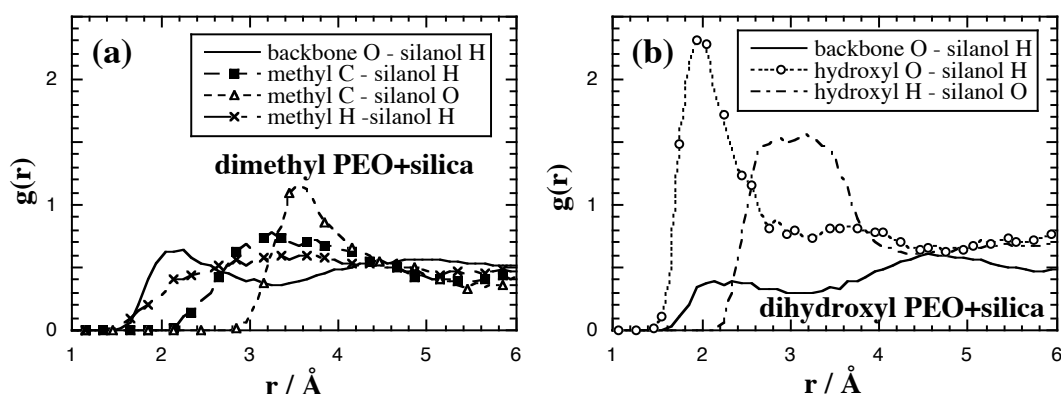 (a)
backbone O - silanol H
methyl C - silanol H
methyl C - silanol O
methyl H -silanol H
dimethyl PEO+silica
g(r)
2
1
0
1 2 3 4 5 6
r / Å
(b)
backbone O - silanol H
hydroxyl O - silanol H
hydroxyl H - silanol O
dihydroxyl PEO+silica
g(r)
2
1
0
1 2 3 4 5 6
r / Å